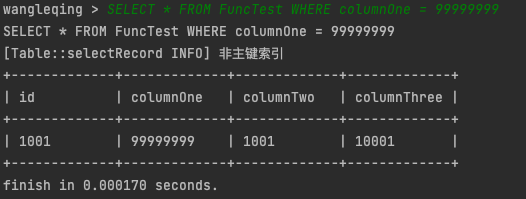 wangleqing > SELECT * FROM FuncTest WHERE columnOne = 99999999
SELECT * FROM FuncTest WHERE columnOne = 99999999
[Table::selectRecord INFO] 非主键索引
+-------------+-------------+-------------+-------------+
| id          | columnOne   | columnTwo   | columnThree |
+-------------+-------------+-------------+-------------+
| 1001        | 99999999    | 1001        | 10001       |
+-------------+-------------+-------------+-------------+
finish in 0.000170 seconds.